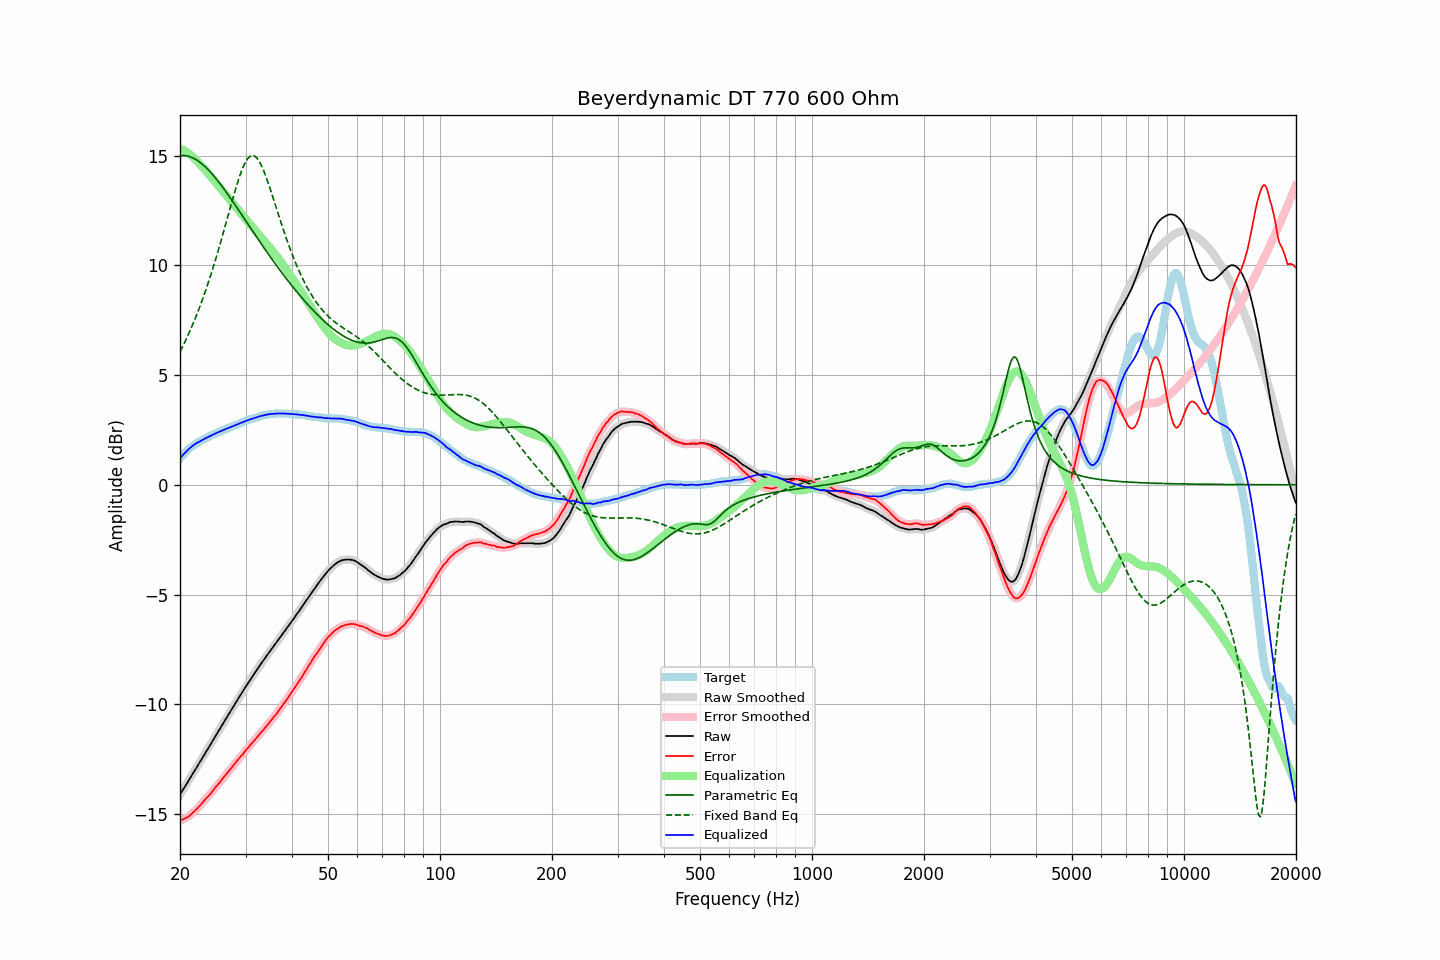 Beyerdynamic DT 770 600 Ohm
Amplitude (dBr)
15
10
5
0
−5
−10
−15
Target
Raw Smoothed
Error Smoothed
Raw
Error
Equalization
Parametric Eq
Fixed Band Eq
Equalized
20 50 100 200 500 1000 2000 5000 10000 20000
Frequency (Hz)